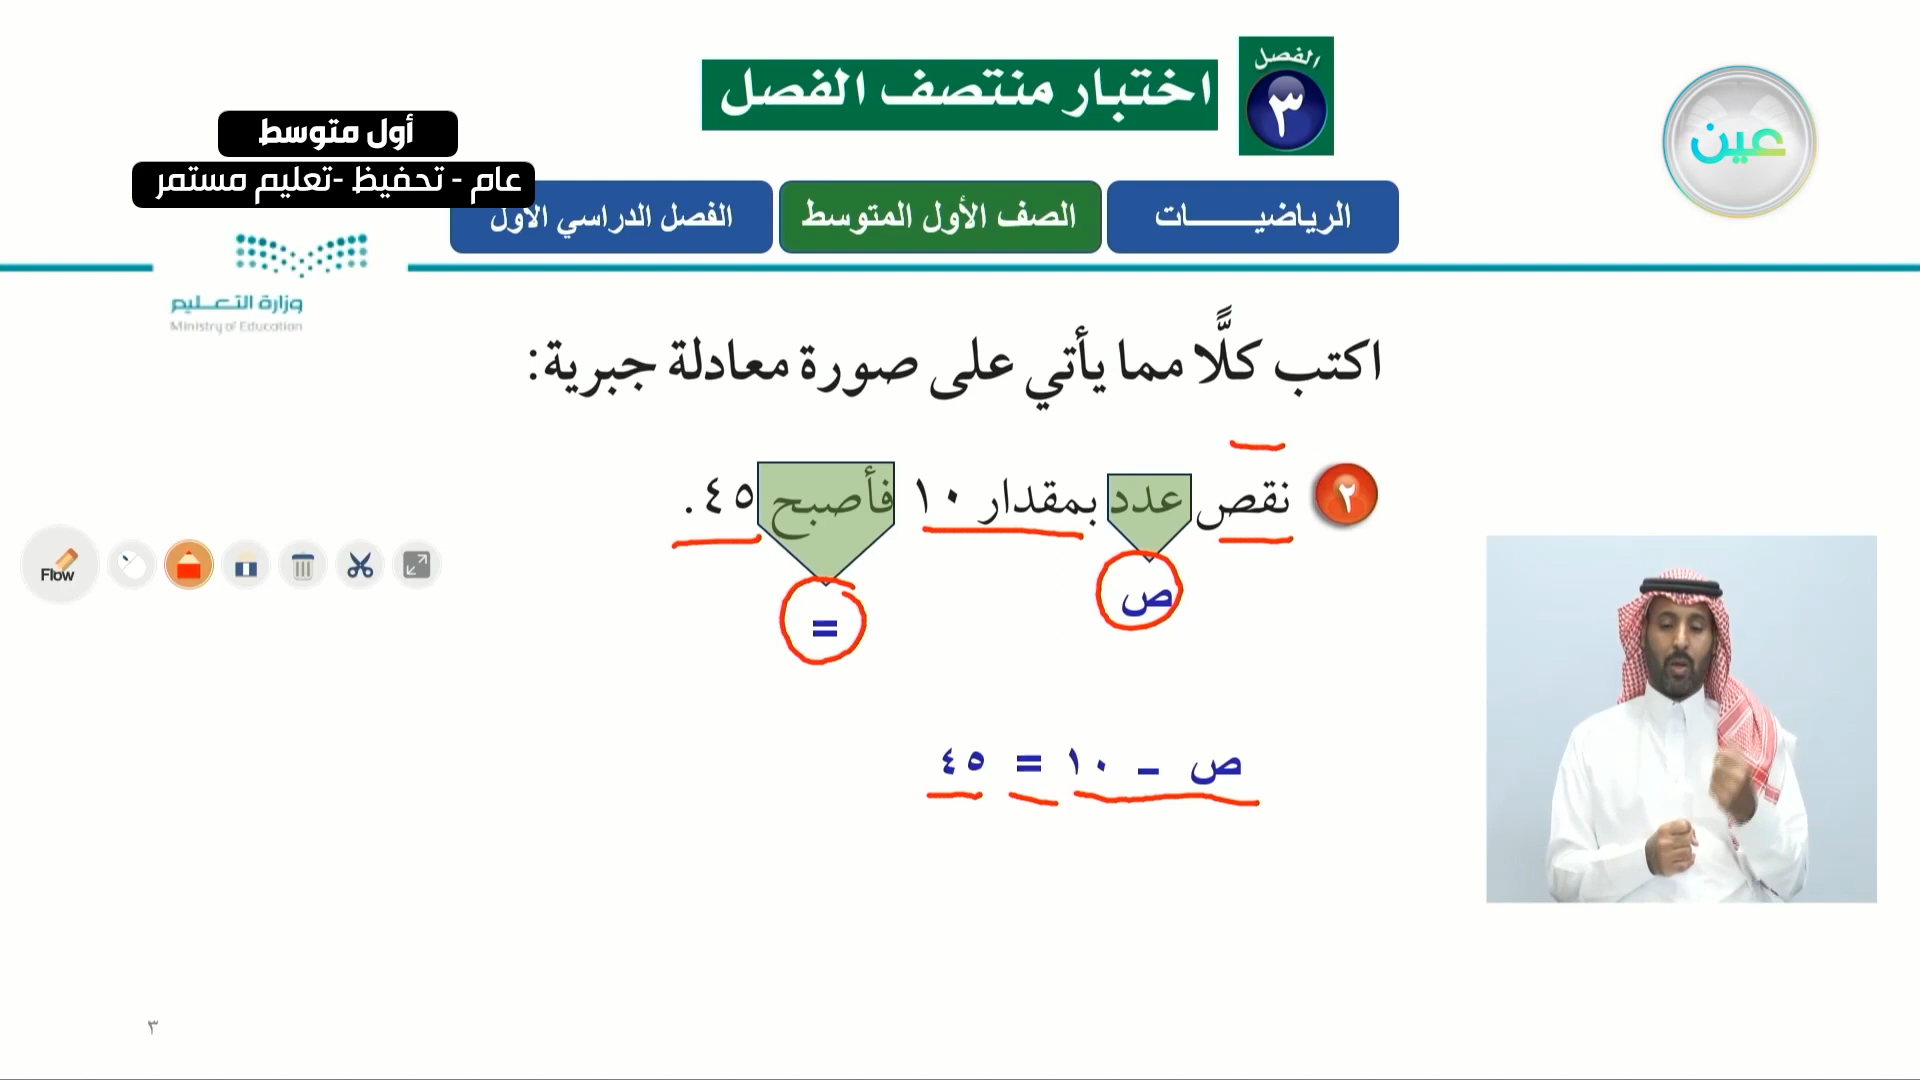 الفصل
٣
اختبار منتصف الفصل
عين
أول متوسط
عام - تحفيظ -تعليم مستمر
الرياضيـــــــــات
الصف الأول المتوسط
الفصل الدراسي الأول
وزارة التعـــليم
Ministry of Education
اكتب كلًّا مما يأتي على صورة معادلة جبرية:
٢ نقص عدد بمقدار ١٠ فأصبح ٤٥.
ص
=
ص – ١٠ = ٤٥
Flow
٣